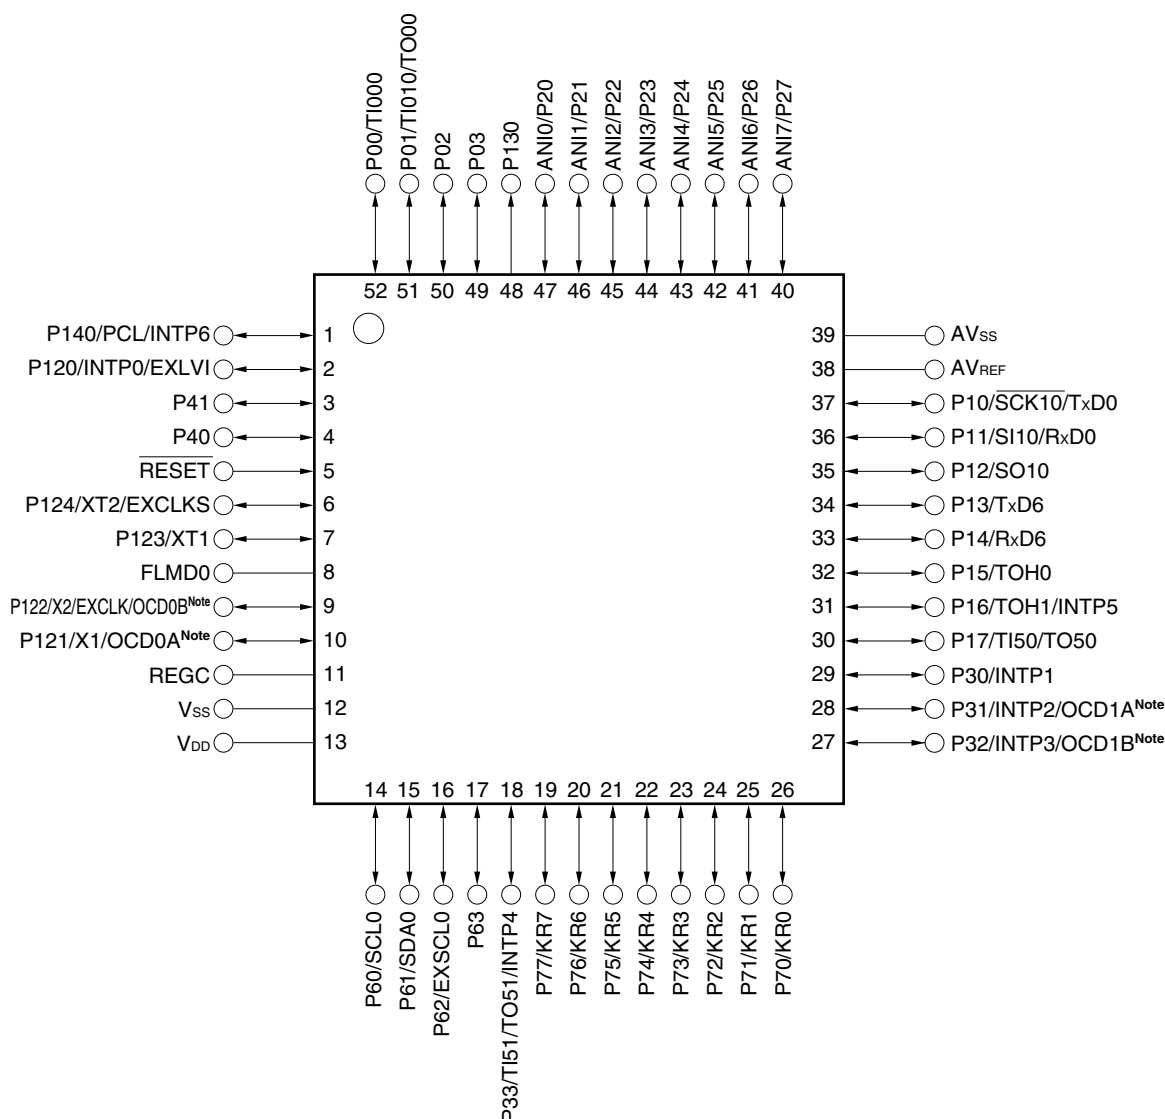 P00/TI000
P01/TI010/TO00
P02
P03
P130
ANI0/P20
ANI1/P21
ANI2/P22
ANI3/P23
ANI4/P24
ANI5/P25
ANI6/P26
ANI7/P27
52 51 50 49 48 47 46 45 44 43 42 41 40
P140/PCL/INTP6 1
P120/INTP0/EXLVI 2
P41 3
P40 4
RESET 5
P124/XT2/EXCLKS 6
P123/XT1 7
FLMD0 8
P122/X2/EXCLK/OCD0BNote 9
P121/X1/OCD0ANote 10
REGC 11
VSS 12
VDD 13
39 AVSS
38 AVREF
37 P10/SCK10/TxD0
36 P11/SI10/RxD0
35 P12/SO10
34 P13/TxD6
33 P14/RxD6
32 P15/TOH0
31 P16/TOH1/INTP5
30 P17/TI50/TO50
29 P30/INTP1
28 P31/INTP2/OCD1ANote
27 P32/INTP3/OCD1BNote
14 15 16 17 18 19 20 21 22 23 24 25 26
P60/SCL0
P61/SDA0
P62/EXSCL0
P63
P33/TI51/TO51/INTP4
P77/KR7
P76/KR6
P75/KR5
P74/KR4
P73/KR3
P72/KR2
P71/KR1
P70/KR0